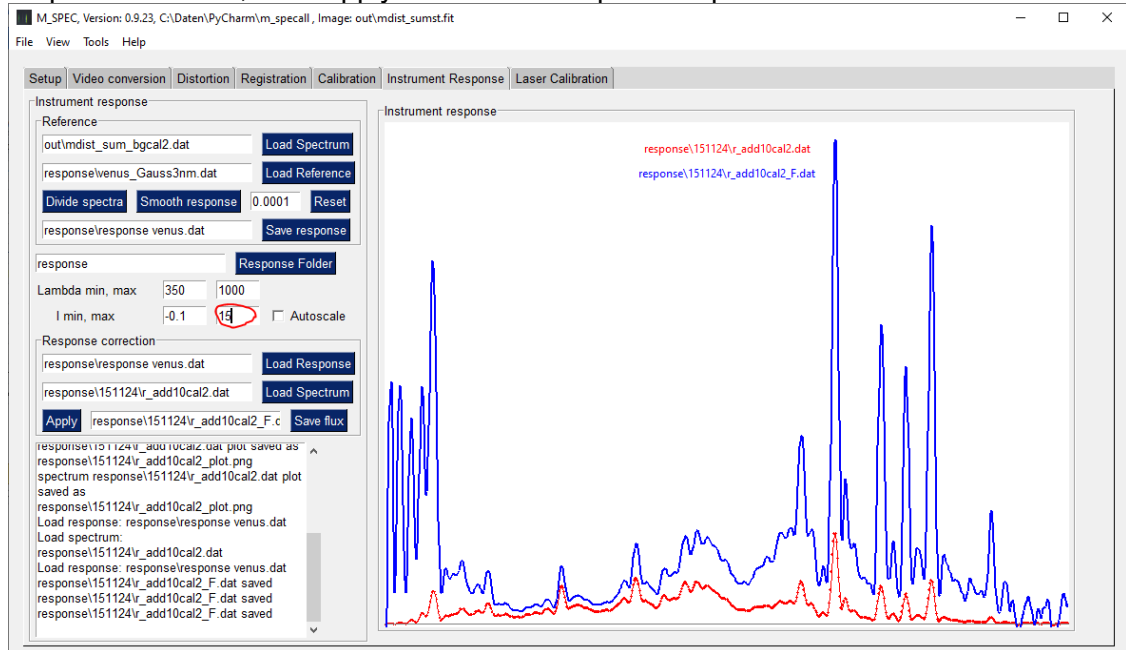 M_SPEC, Version: 0.9.23, C:\Daten\PyCharm\m_specall , Image: out\mdist_sumst.fit
File View Tools Help
Setup Video conversion Distortion Registration Calibration Instrument Response Laser Calibration
Instrument response
Reference
out\mdist_sum_bgcal2.dat Load Spectrum
response\venus_Gauss3nm.dat Load Reference
Divide spectra Smooth response 0.0001 Reset
response\response venus.dat Save response
response Response Folder
Lambda min, max 350 1000
I min, max -0.1 15 Autoscale
Response correction
response\response venus.dat Load Response
response\151124\r_add10cal2.dat Load Spectrum
Apply response\151124\r_add10cal2_F.c Save flux
response\151124\r_add10cal2.dat plot saved as
response\151124\r_add10cal2_plot.png
spectrum response\151124\r_add10cal2.dat plot
saved as
response\151124\r_add10cal2_plot.png
Load response: response\response venus.dat
Load spectrum:
response\151124\r_add10cal2.dat
Load response: response\response venus.dat
response\151124\r_add10cal2_F.dat saved
response\151124\r_add10cal2_F.dat saved
response\151124\r_add10cal2_F.dat saved
Instrument response
response\151124\r_add10cal2.dat
response\151124\r_add10cal2_F.dat